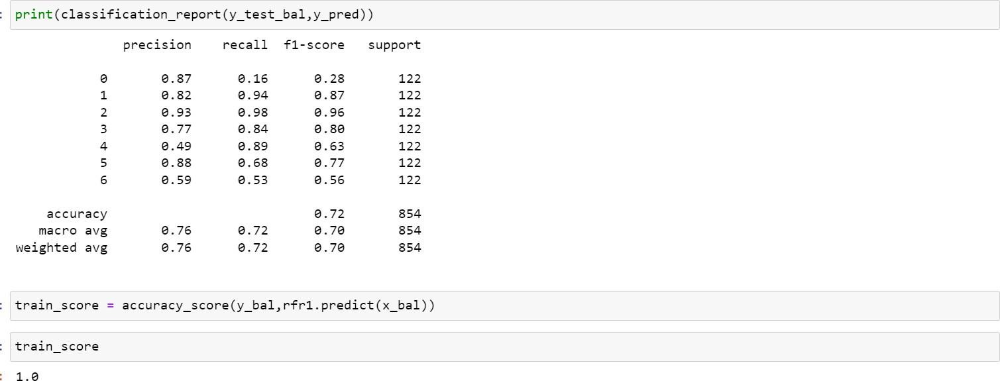 print(classification_report(y_test_bal,y_pred))
precision recall f1-score support
0 0.87 0.16 0.28 122
1 0.82 0.94 0.87 122
2 0.93 0.98 0.96 122
3 0.77 0.84 0.80 122
4 0.49 0.89 0.63 122
5 0.88 0.68 0.77 122
6 0.59 0.53 0.56 122
accuracy 0.72 854
macro avg 0.76 0.72 0.70 854
weighted avg 0.76 0.72 0.70 854
train_score = accuracy_score(y_bal,rfr1.predict(x_bal))
train_score
1.0